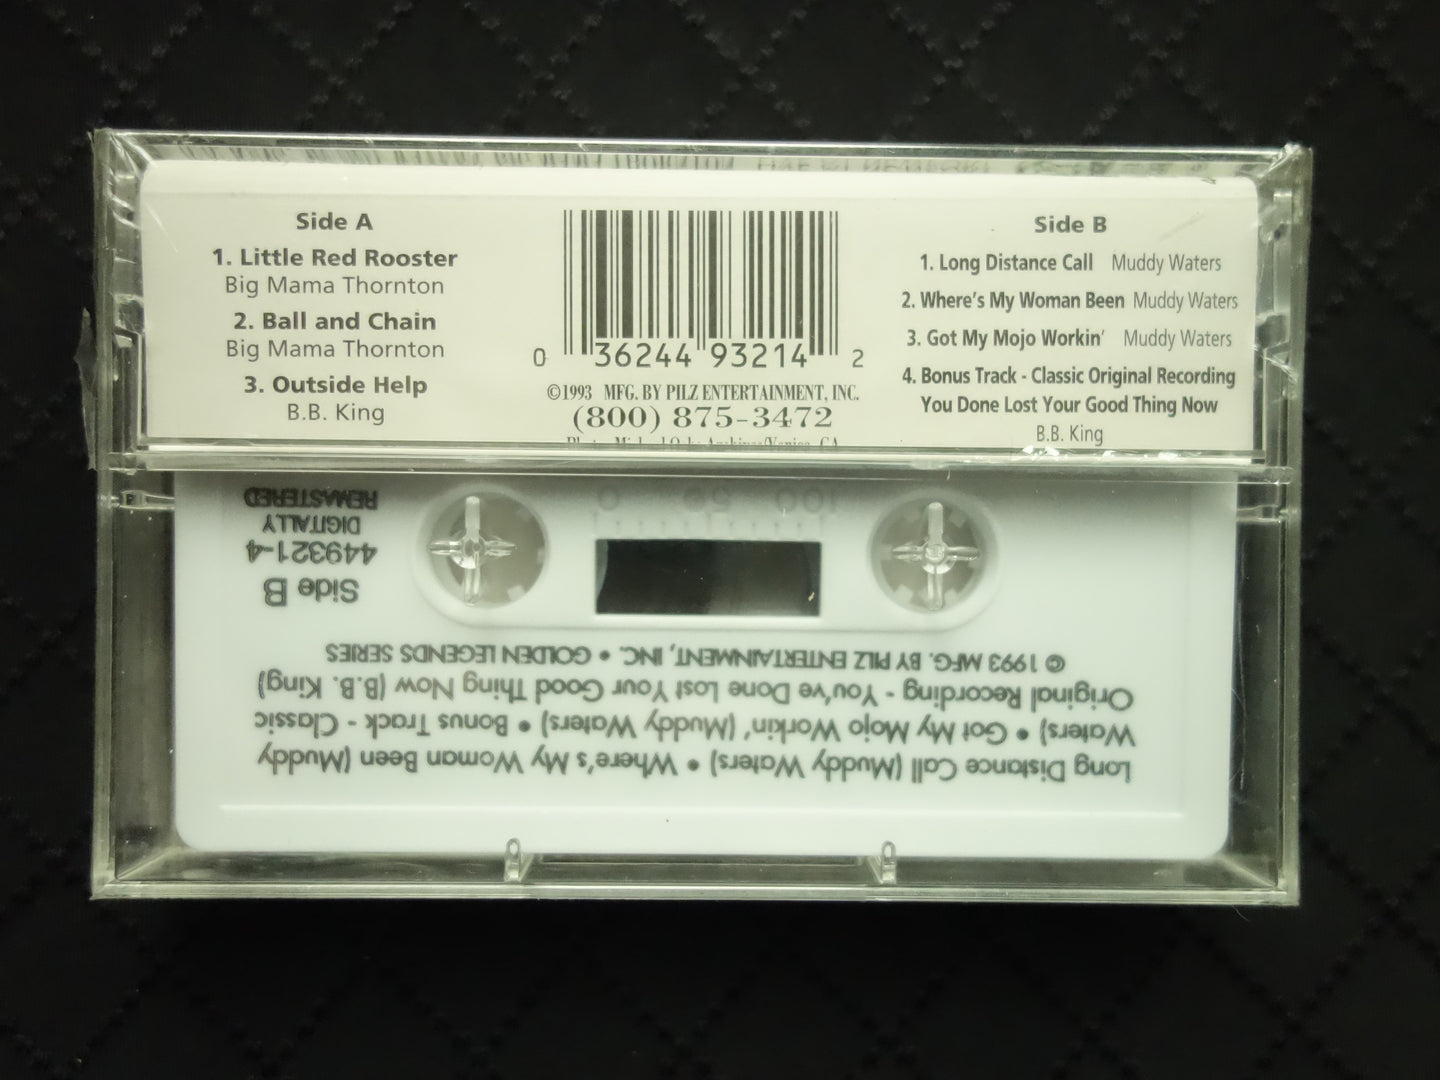 Side A
1. Little Red Rooster
Big Mama Thornton
2. Ball and Chain
Big Mama Thornton
3. Outside Help
B.B. King
0 36244 93214 2
©1993 MFG. BY PILZ ENTERTAINMENT, INC.
(800) 875-3472
Side B
1. Long Distance Call Muddy Waters
2. Where's My Woman Been Muddy Waters
3. Got My Mojo Workin' Muddy Waters
4. Bonus Track - Classic Original Recording
You Done Lost Your Good Thing Now
B.B. King
Long Distance Call (Muddy Waters) • Where's My Woman Been (Muddy
Waters) • Got My Mojo Workin' (Muddy Waters) • Bonus Track - Classic
Original Recording - You've Done Lost Your Good Thing Now (B.B. King)
© 1993 MFG. BY PILZ ENTERTAINMENT, INC. • GOLDEN LEGENDS SERIES
Side B
449321-4
DIGITALLY
REMASTERED
100 50 0